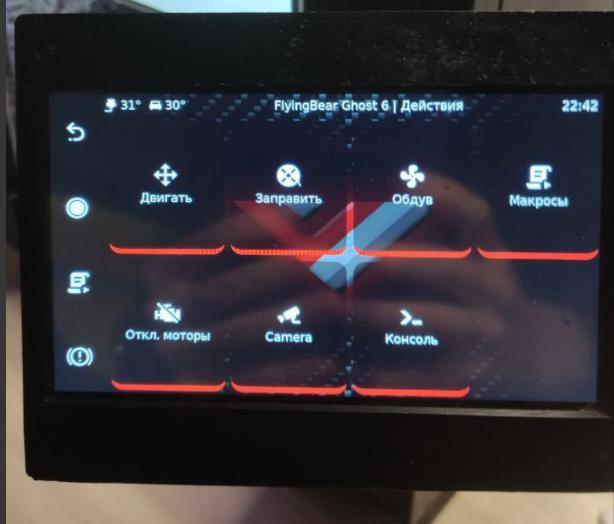 31° 30° FlyingBear Ghost 6 | Действия 22:42
Двигать Заправить Обдув Макросы
Откл. моторы Camera Консоль